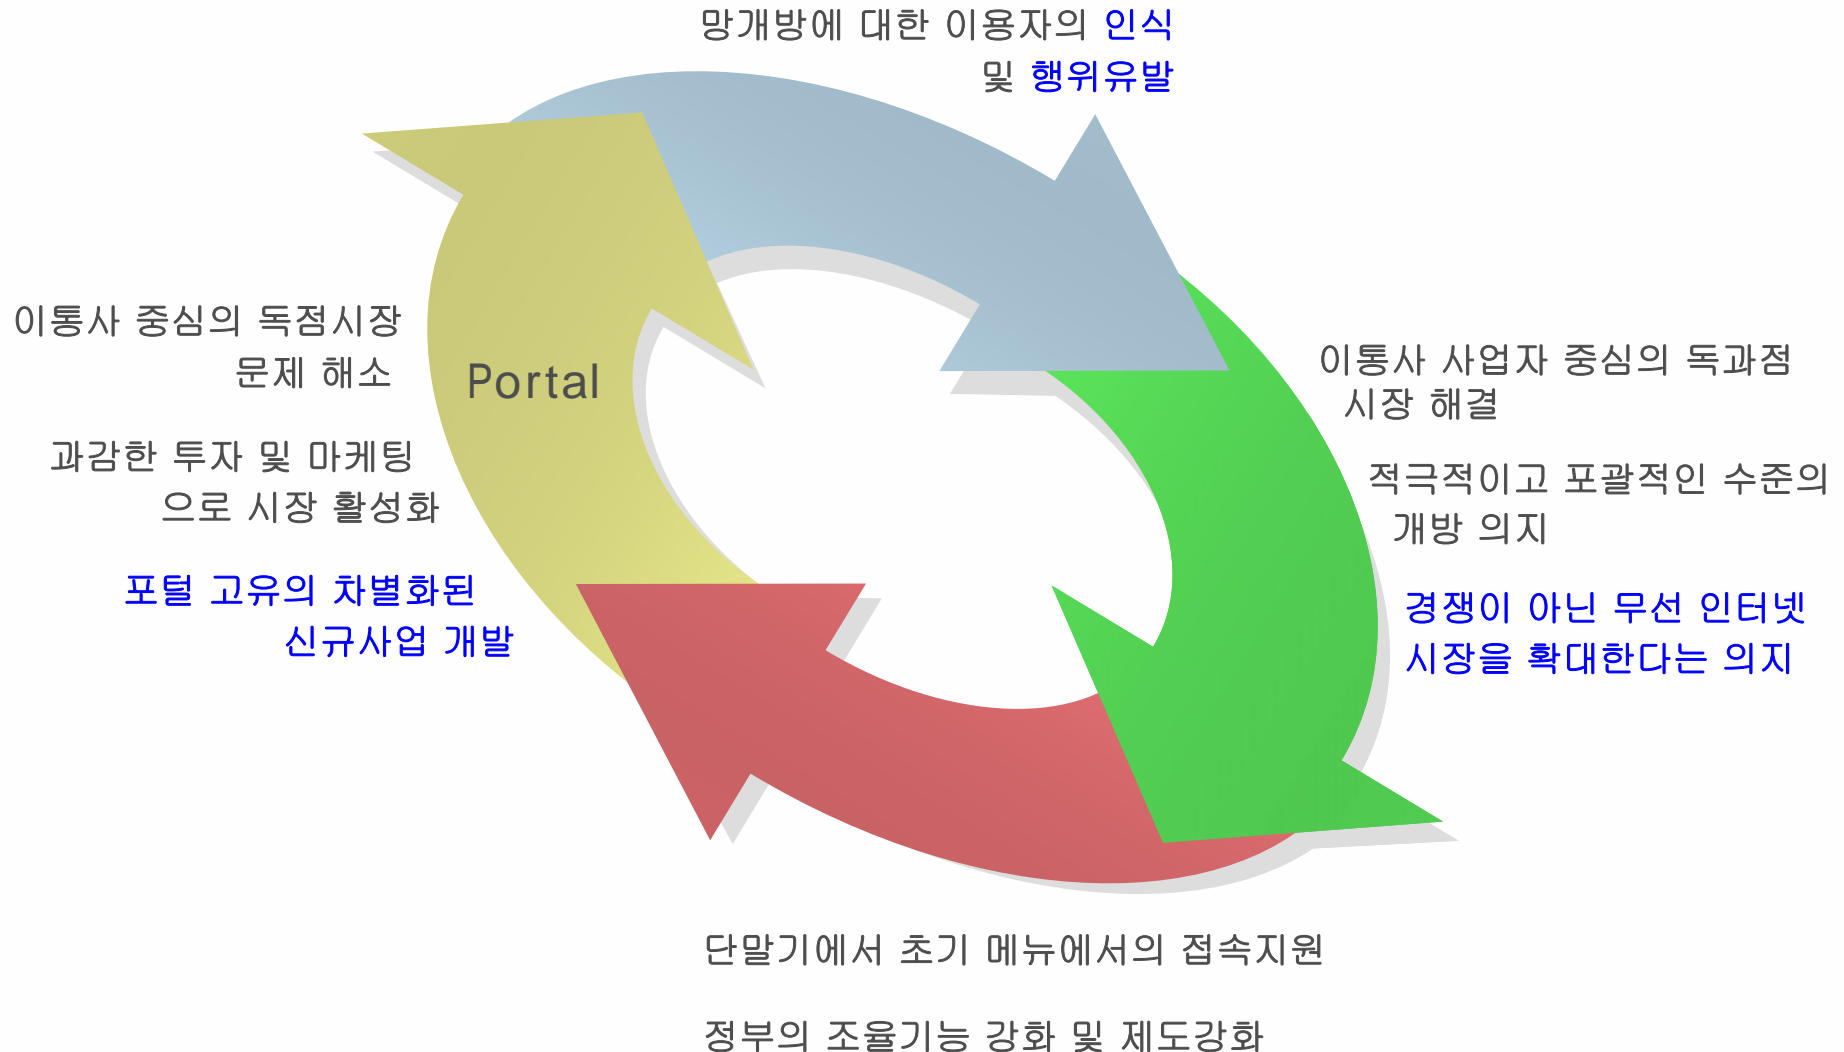 망개방에 대한 이용자의 인식
및 행위유발
이통사 중심의 독점시장
문제 해소
과감한 투자 및 마케팅
으로 시장 활성화
포털 고유의 차별화된
신규사업 개발
Portal
이통사 사업자 중심의 독과점
시장 해결
적극적이고 포괄적인 수준의
개방 의지
경쟁이 아닌 무선 인터넷
시장을 확대한다는 의지
단말기에서 초기 메뉴에서의 접속지원
정부의 조율기능 강화 및 제도강화